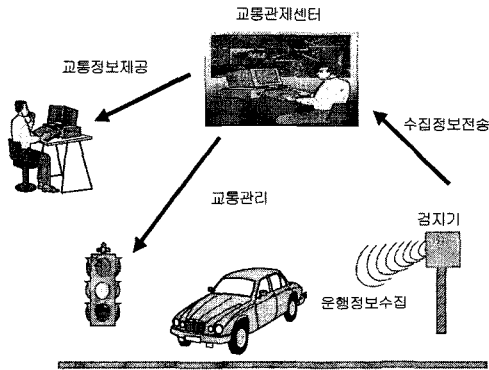 교통관제센터
교통정보제공
수집정보전송
교통관리
검지기
운행정보수집